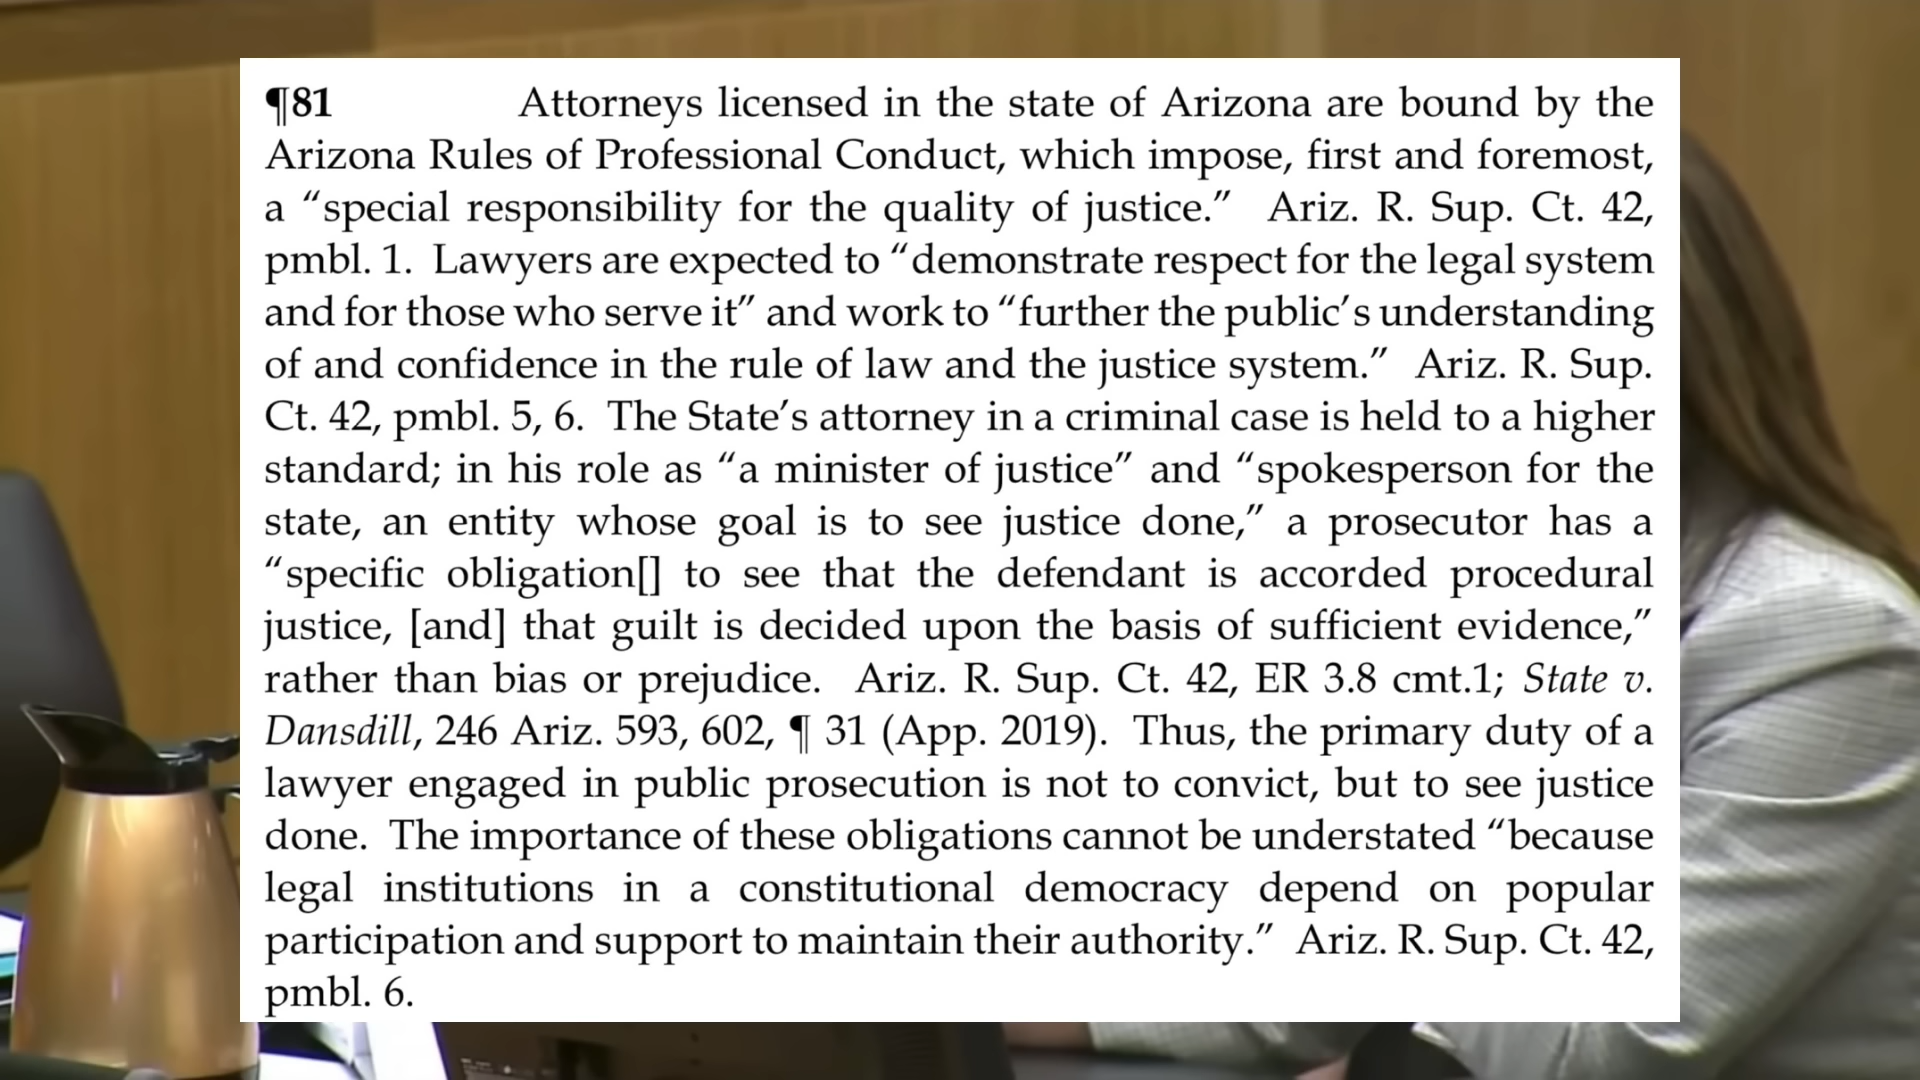 ¶81 Attorneys licensed in the state of Arizona are bound by the
Arizona Rules of Professional Conduct, which impose, first and foremost,
a “special responsibility for the quality of justice.” Ariz. R. Sup. Ct. 42,
pmbl. 1. Lawyers are expected to “demonstrate respect for the legal system
and for those who serve it” and work to “further the public’s understanding
of and confidence in the rule of law and the justice system.” Ariz. R. Sup.
Ct. 42, pmbl. 5, 6. The State’s attorney in a criminal case is held to a higher
standard; in his role as “a minister of justice” and “spokesperson for the
state, an entity whose goal is to see justice done,” a prosecutor has a
“specific obligation[] to see that the defendant is accorded procedural
justice, [and] that guilt is decided upon the basis of sufficient evidence,”
rather than bias or prejudice. Ariz. R. Sup. Ct. 42, ER 3.8 cmt.1; State v.
Dansdill, 246 Ariz. 593, 602, ¶ 31 (App. 2019). Thus, the primary duty of a
lawyer engaged in public prosecution is not to convict, but to see justice
done. The importance of these obligations cannot be understated “because
legal institutions in a constitutional democracy depend on popular
participation and support to maintain their authority.” Ariz. R. Sup. Ct. 42,
pmbl. 6.